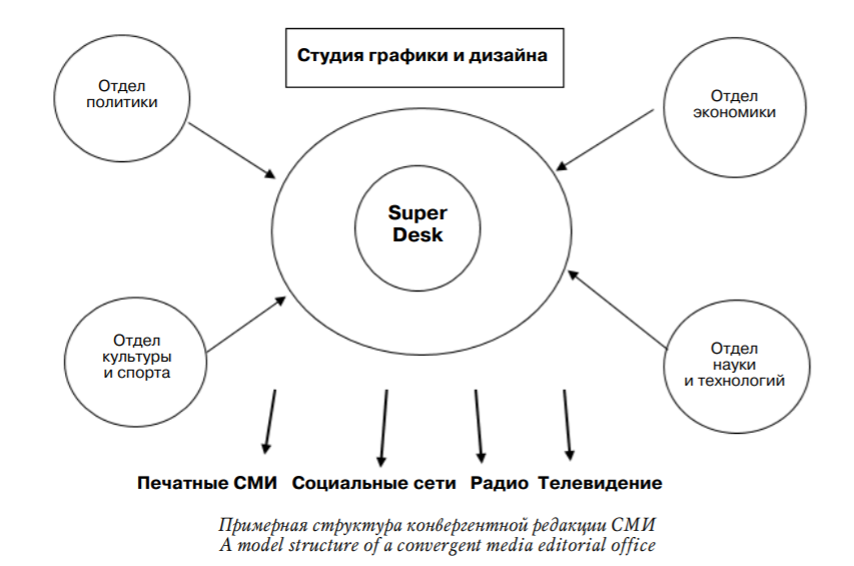 Студия графики и дизайна
Отдел
политики
Отдел
экономики
Super
Desk
Отдел
культуры
и спорта
Отдел
науки
и технологий
Печатные СМИ Социальные сети Радио Телевидение
Примерная структура конвергентной редакции СМИ
A model structure of a convergent media editorial office